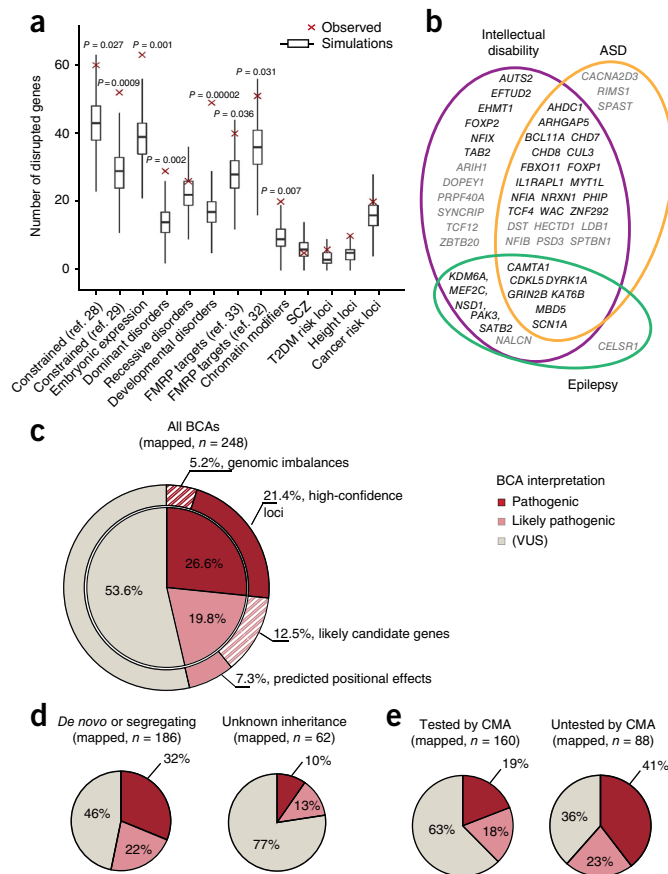 a
Observed
Simulations
Number of disrupted genes
60
40
20
0
P = 0.027
P = 0.0009
P = 0.001
P = 0.002
P = 0.00002
P = 0.036
P = 0.031
P = 0.007
Constrained (ref. 28)
Constrained (ref. 29)
Embryonic expression
Dominant disorders
Recessive disorders
Developmental disorders
FMRP targets (ref. 33)
FMRP targets (ref. 32)
Chromatin modifiers
SCZ
T2DM risk loci
Height loci
Cancer risk loci
b
Intellectual
disability
ASD
AUTS2
EFTUD2
EHMT1
FOXP2
NFIX
TAB2
ARIH1
DOPEY1
PRPF40A
SYNCRIP
TCF12
ZBTB20
CACNA2D3
RIMS1
SPAST
AHDC1
ARHGAP5
BCL11A CHD7
CHD8 CUL3
FBXO11 FOXP1
IL1RAPL1 MYT1L
NFIA NRXN1 PHIP
TCF4 WAC ZNF292
DST HECTD1 LDB1
NFIB PSD3 SPTBN1
KDM6A,
MEF2C,
NSD1,
PAK3,
SATB2
NALCN
CAMTA1
CDKL5 DYRK1A
GRIN2B KAT6B
MBD5
SCN1A
CELSR1
Epilepsy
c
All BCAs
(mapped, n = 248)
5.2%, genomic imbalances
21.4%, high-confidence
loci
26.6%
53.6%
19.8%
12.5%, likely candidate genes
7.3%, predicted positional effects
BCA interpretation
Pathogenic
Likely pathogenic
(VUS)
d
De novo or segregating
(mapped, n = 186)
32%
46%
22%
Unknown inheritance
(mapped, n = 62)
10%
13%
77%
e
Tested by CMA
(mapped, n = 160)
19%
63%
18%
Untested by CMA
(mapped, n = 88)
41%
36%
23%